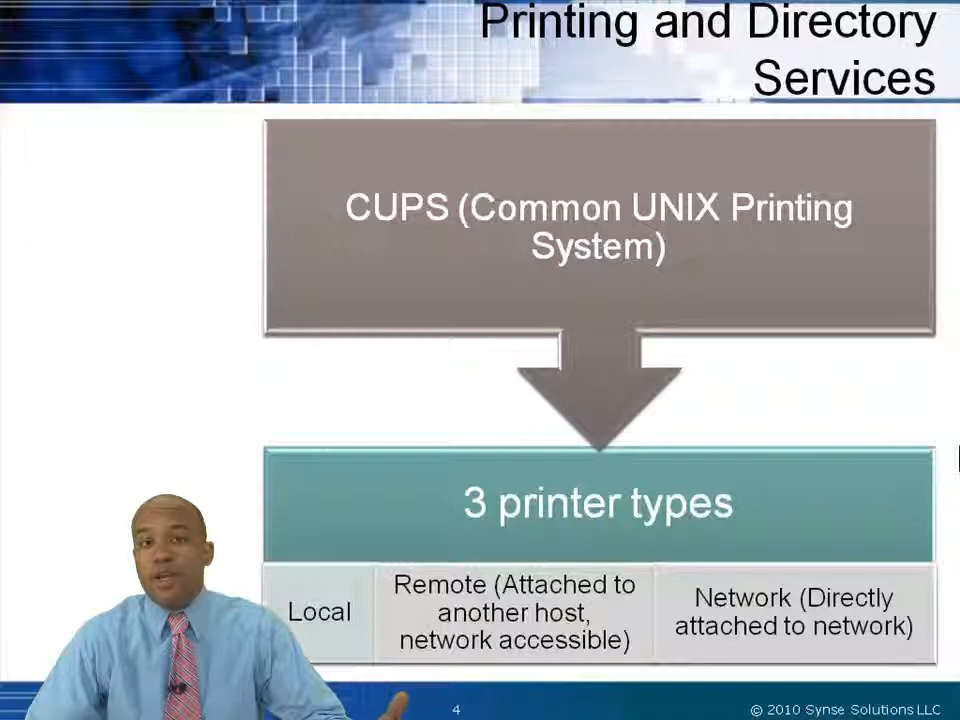 Printing and Directory
Services
CUPS (Common UNIX Printing
System)
3 printer types
Local
Remote (Attached to
another host,
network accessible)
Network (Directly
attached to network)
4
© 2010 Synse Solutions LLC